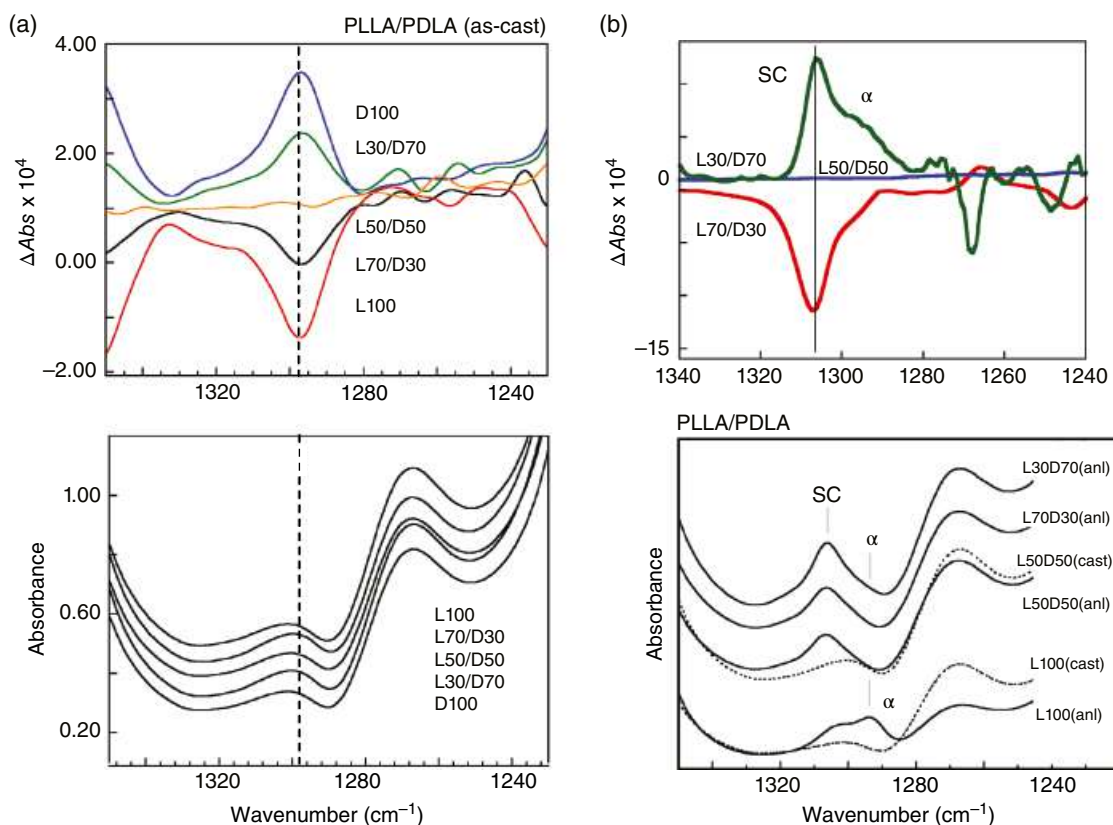 (a)
PLLA/PDLA (as-cast)
4.00
2.00
0.00
−2.00
ΔAbs x 10⁴
D100
L30/D70
L50/D50
L70/D30
L100
1320
1280
1240
1.00
0.60
0.20
Absorbance
L100
L70/D30
L50/D50
L30/D70
D100
1320
1280
1240
Wavenumber (cm⁻¹)
(b)
SC
α
L30/D70
L50/D50
L70/D30
0
−15
ΔAbs x 10⁴
1340
1320
1300
1280
1260
1240
PLLA/PDLA
SC
α
α
L30D70(anl)
L70D30(anl)
L50D50(cast)
L50D50(anl)
L100(cast)
L100(anl)
Absorbance
1320
1280
1240
Wavenumber (cm⁻¹)